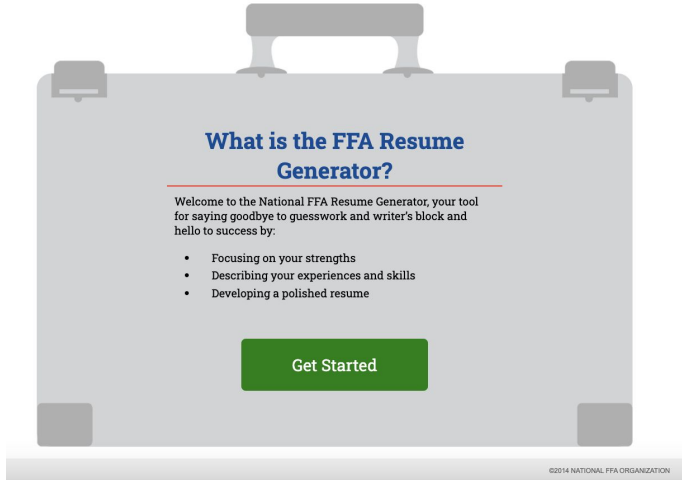 What is the FFA Resume
Generator?
Welcome to the National FFA Resume Generator, your tool
for saying goodbye to guesswork and writer's block and
hello to success by:
• Focusing on your strengths
• Describing your experiences and skills
• Developing a polished resume
Get Started
©2014 NATIONAL FFA ORGANIZATION